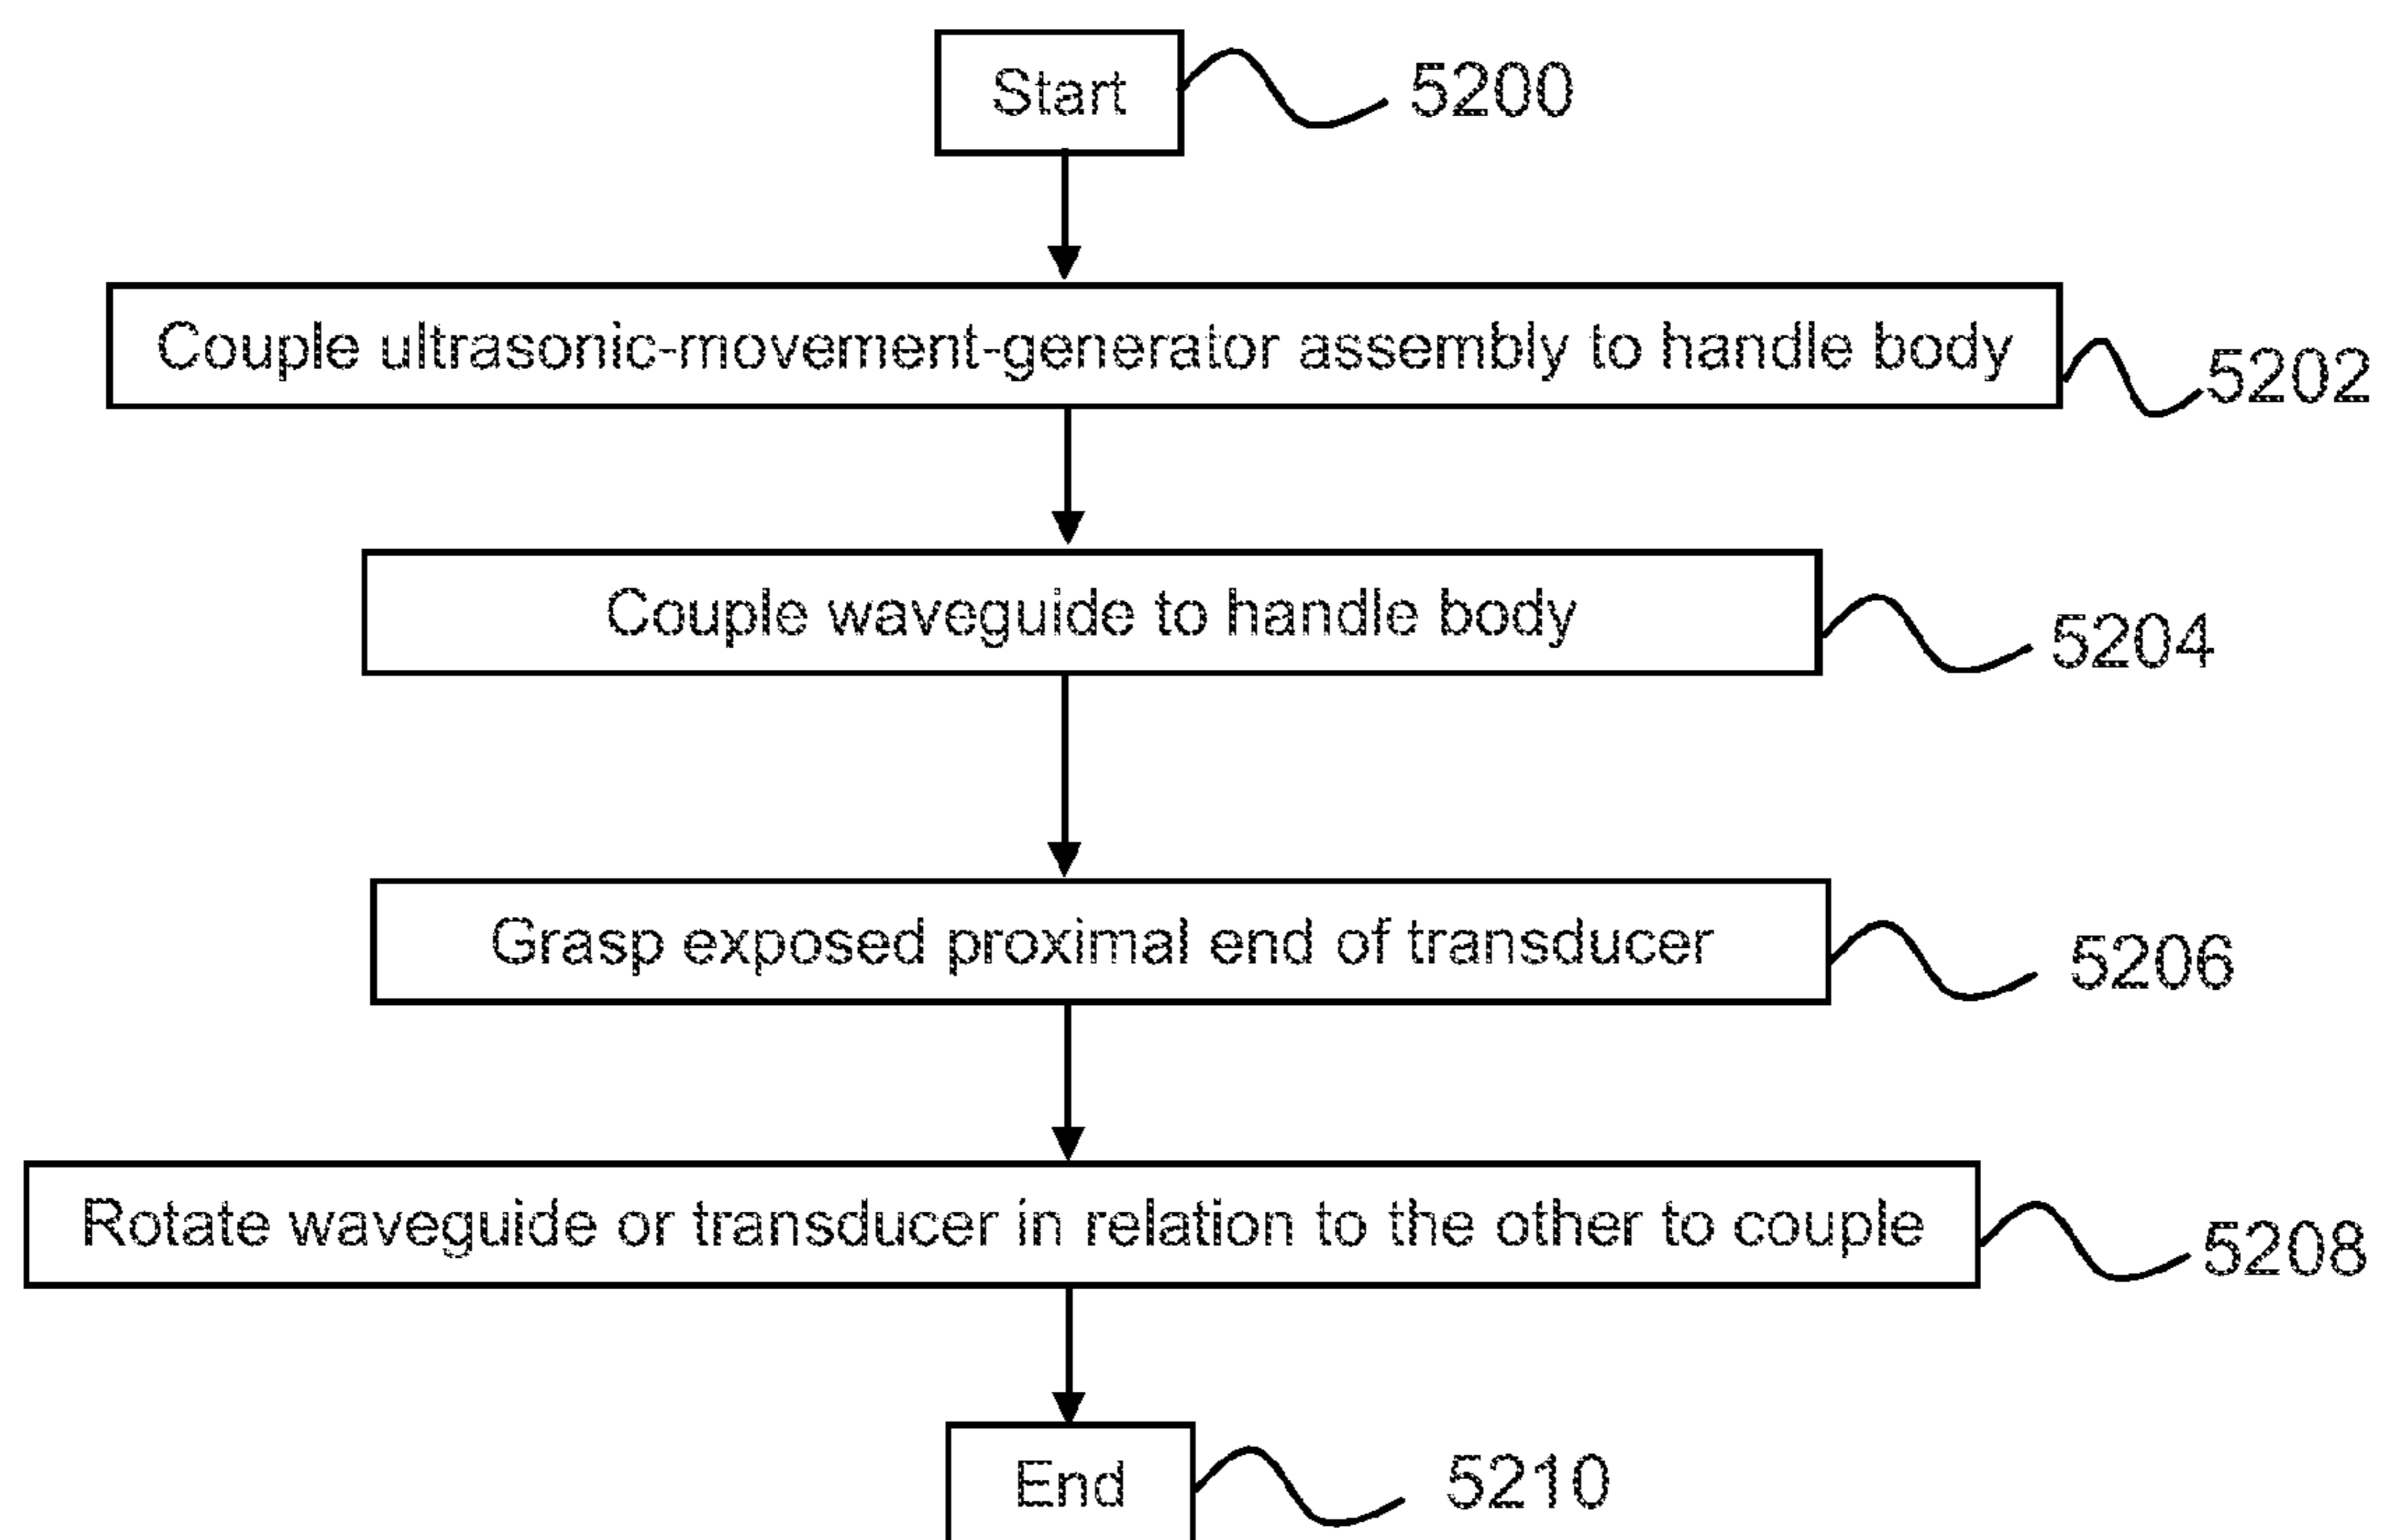 Start
5200
Couple ultrasonic-movement-generator assembly to handle body
5202
Couple waveguide to handle body
5204
Grasp exposed proximal end of transducer
5206
Rotate waveguide or transducer in relation to the other to couple
5208
End
5210